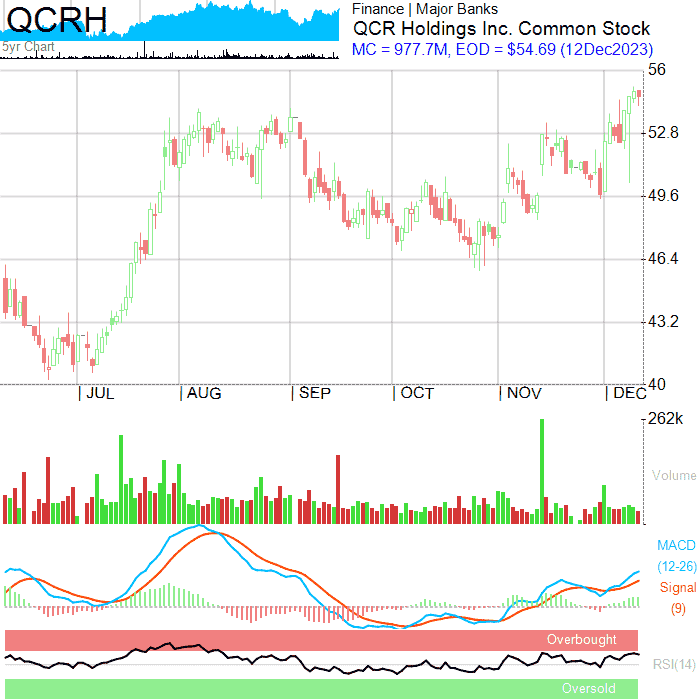 QCRH
5yr Chart
Finance | Major Banks
QCR Holdings Inc. Common Stock
MC = 977.7M, EOD = $54.69 (12Dec2023)
56
52.8
49.6
46.4
43.2
40
| JUL | AUG | SEP | OCT | NOV | DEC
262k
Volume
MACD
(12-26)
Signal
(9)
Overbought
RSI(14)
Oversold